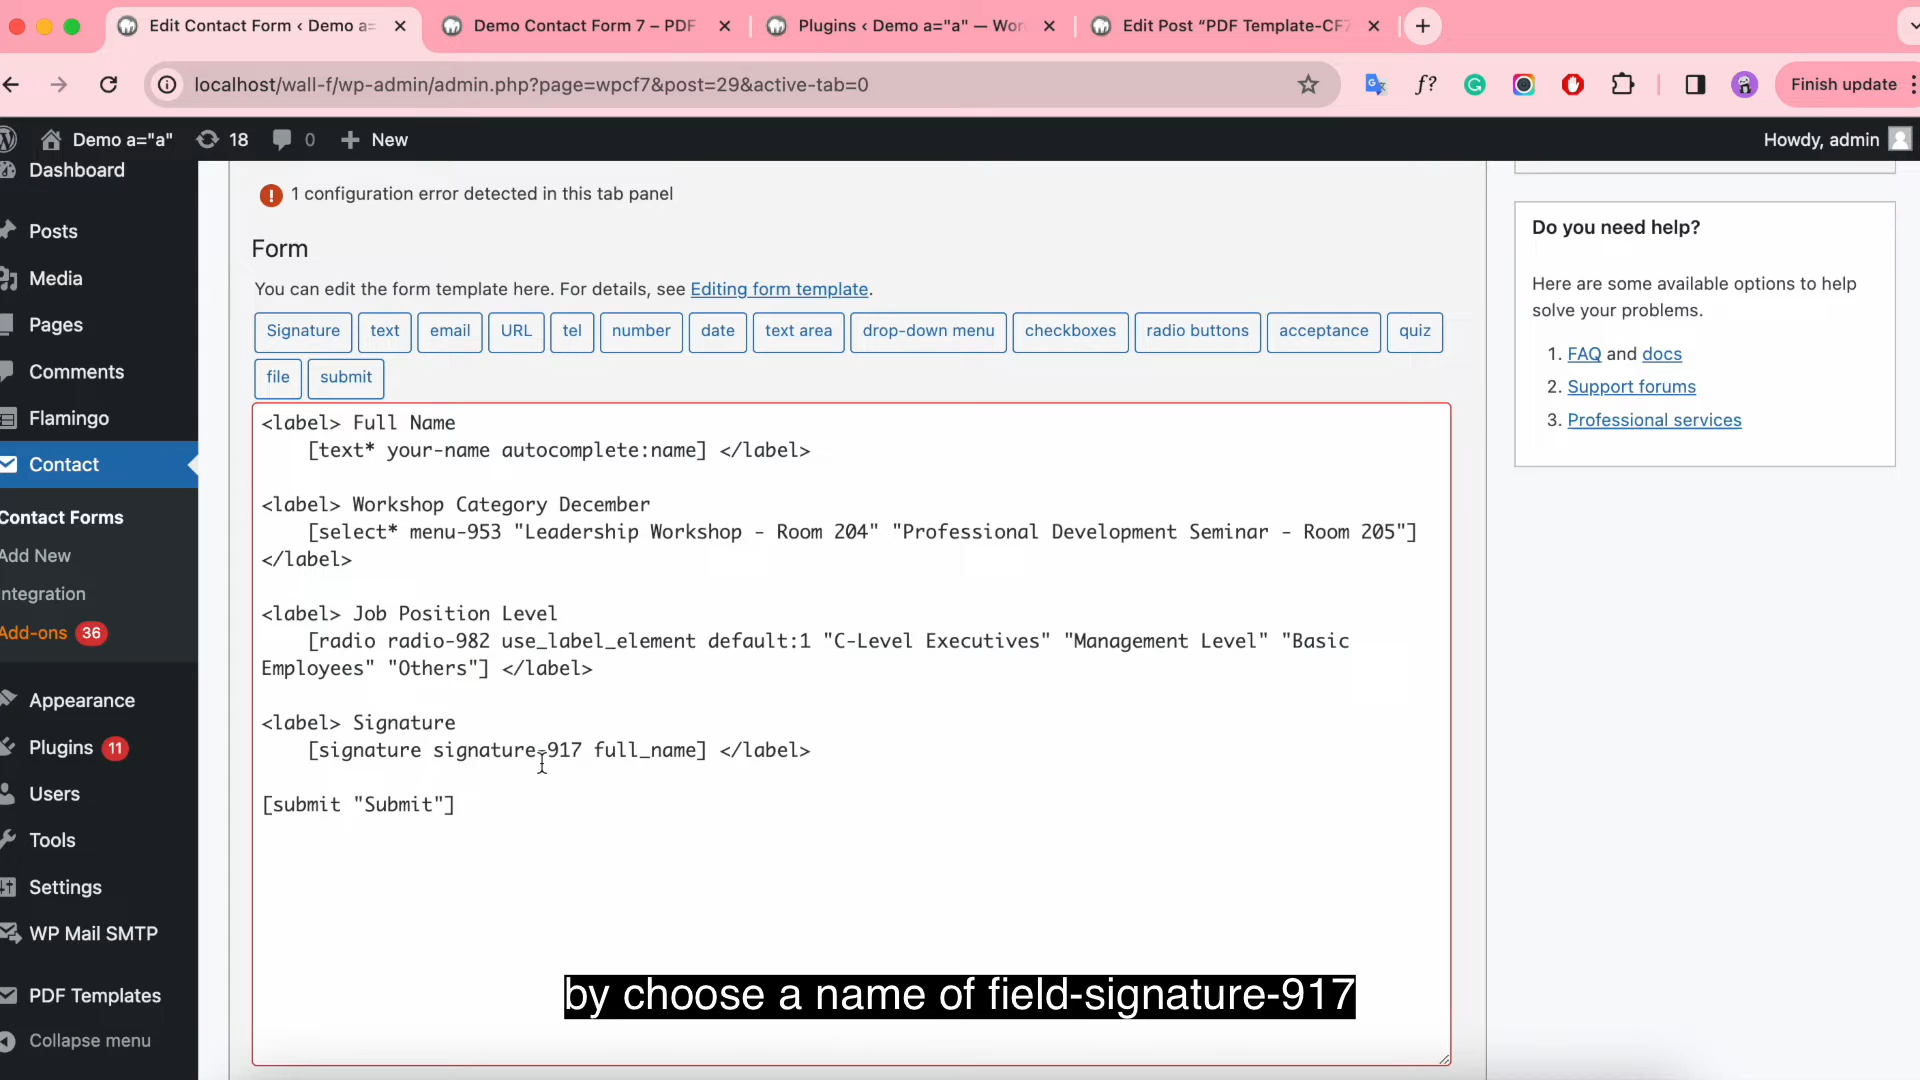 Edit Contact Form ‹ Demo a=
Demo Contact Form 7 – PDF
Plugins ‹ Demo a="a" — Wor
Edit Post “PDF Template-CF7
localhost/wall-f/wp-admin/admin.php?page=wpcf7&post=29&active-tab=0
f?
Finish update
Demo a="a"
18
0
New
Howdy, admin
Dashboard
Posts
Media
Pages
Comments
Flamingo
Contact
Contact Forms
Add New
ntegration
Add-ons 36
Appearance
Plugins 11
Users
Tools
Settings
WP Mail SMTP
PDF Templates
Collapse menu
1 configuration error detected in this tab panel
Form
You can edit the form template here. For details, see Editing form template.
Signature text email URL tel number date text area drop-down menu checkboxes radio buttons acceptance quiz
file submit
<label> Full Name
[text* your-name autocomplete:name] </label>
<label> Workshop Category December
[select* menu-953 "Leadership Workshop - Room 204" "Professional Development Seminar - Room 205"]
</label>
<label> Job Position Level
[radio radio-982 use_label_element default:1 "C-Level Executives" "Management Level" "Basic
Employees" "Others"] </label>
<label> Signature
[signature signature-917 full_name] </label>
[submit "Submit"]
Do you need help?
Here are some available options to help
solve your problems.
1. FAQ and docs
2. Support forums
3. Professional services
by choose a name of field-signature-917